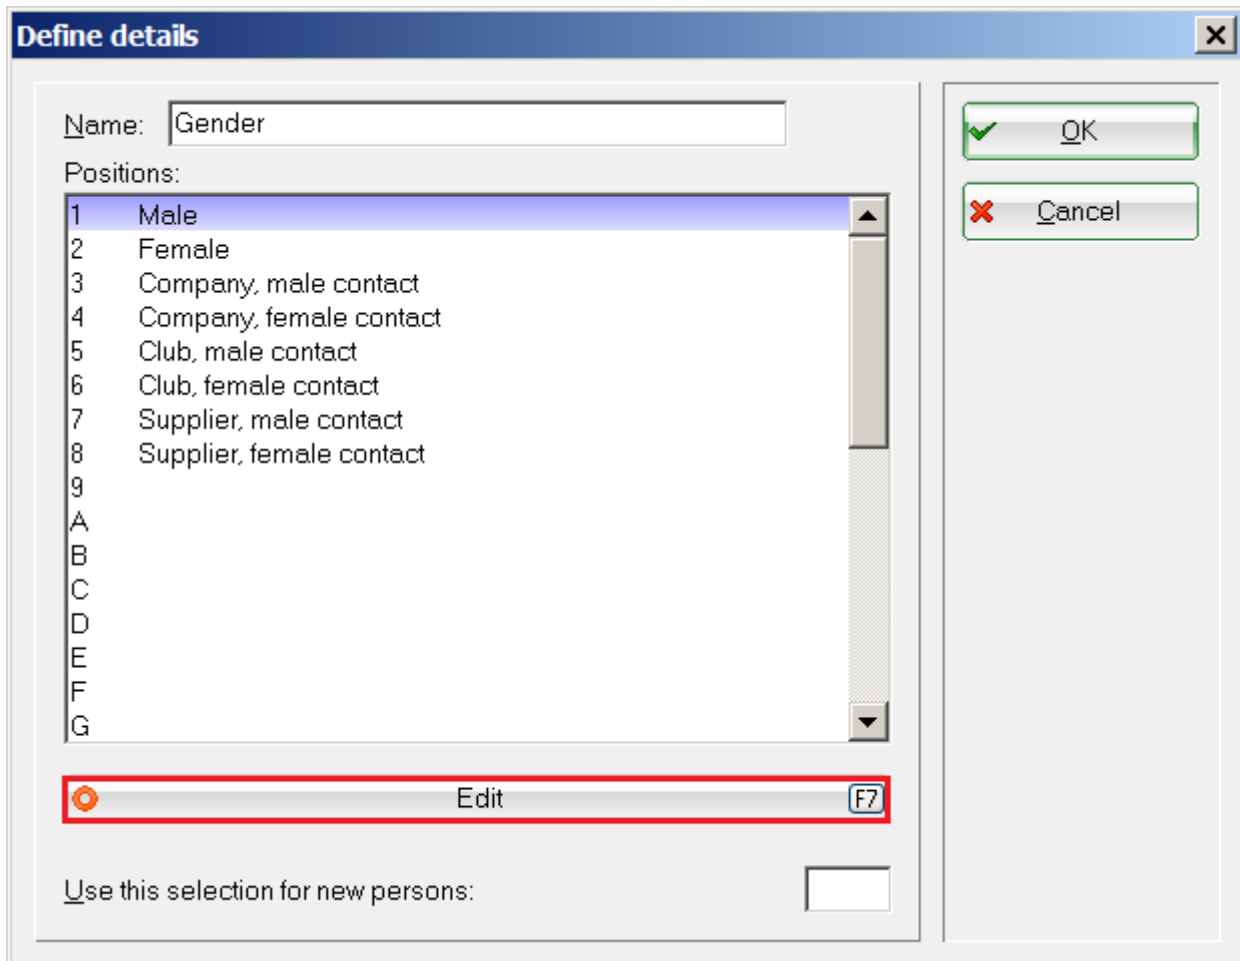 Define details
Name: Gender
OK
Positions:
Cancel
1 Male
2 Female
3 Company, male contact
4 Company, female contact
5 Club, male contact
6 Club, female contact
7 Supplier, male contact
8 Supplier, female contact
9
A
B
C
D
E
F
G
Edit F7
Use this selection for new persons: